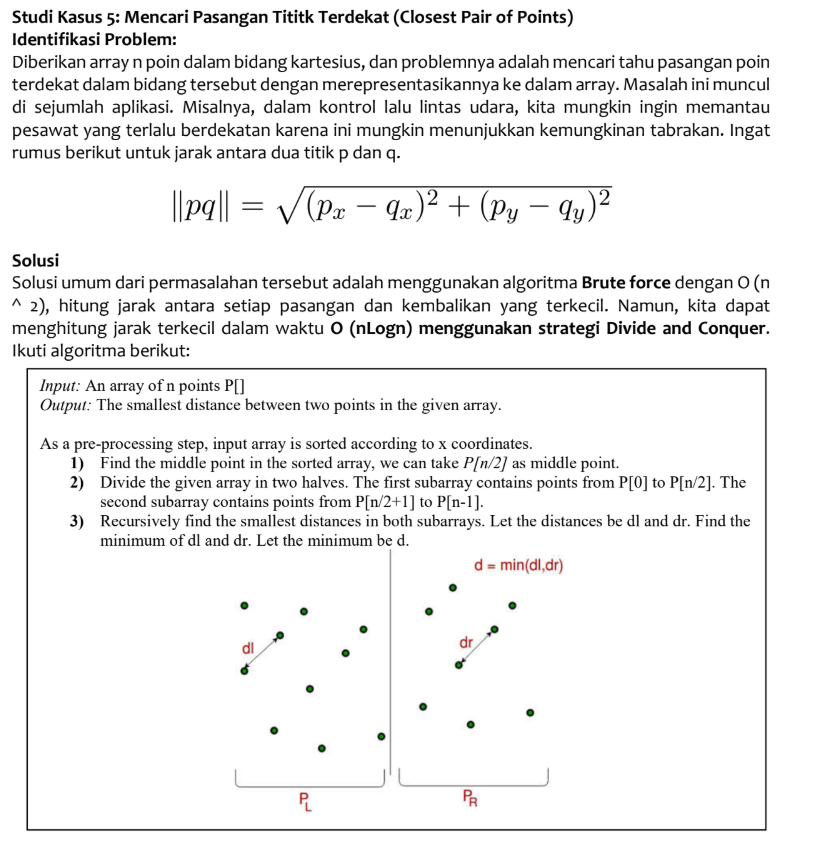 Studi Kasus 5: Mencari Pasangan Tititk Terdekat (Closest Pair of Points)
Identifikasi Problem:
Diberikan array n poin dalam bidang kartesius, dan problemnya adalah mencari tahu pasangan poin
terdekat dalam bidang tersebut dengan merepresentasikannya ke dalam array. Masalah ini muncul
di sejumlah aplikasi. Misalnya, dalam kontrol lalu lintas udara, kita mungkin ingin memantau
pesawat yang terlalu berdekatan karena ini mungkin menunjukkan kemungkinan tabrakan. Ingat
rumus berikut untuk jarak antara dua titik p dan q.
||pq|| = √(pₓ − qₓ)² + (p_y − q_y)²
Solusi
Solusi umum dari permasalahan tersebut adalah menggunakan algoritma Brute force dengan O (n
^ 2), hitung jarak antara setiap pasangan dan kembalikan yang terkecil. Namun, kita dapat
menghitung jarak terkecil dalam waktu O (nLogn) menggunakan strategi Divide and Conquer.
Ikuti algoritma berikut:
Input: An array of n points P[]
Output: The smallest distance between two points in the given array.
As a pre-processing step, input array is sorted according to x coordinates.
1) Find the middle point in the sorted array, we can take P[n/2] as middle point.
2) Divide the given array in two halves. The first subarray contains points from P[0] to P[n/2]. The
second subarray contains points from P[n/2+1] to P[n-1].
3) Recursively find the smallest distances in both subarrays. Let the distances be dl and dr. Find the
minimum of dl and dr. Let the minimum be d.
d = min(dl,dr)
dl
dr
P_L
P_R